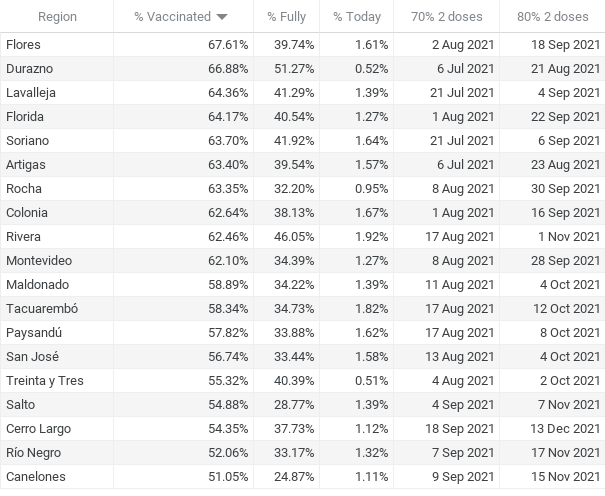 Region % Vaccinated % Fully % Today 70% 2 doses 80% 2 doses
Flores 67.61% 39.74% 1.61% 2 Aug 2021 18 Sep 2021
Durazno 66.88% 51.27% 0.52% 6 Jul 2021 21 Aug 2021
Lavalleja 64.36% 41.29% 1.39% 21 Jul 2021 4 Sep 2021
Florida 64.17% 40.54% 1.27% 1 Aug 2021 22 Sep 2021
Soriano 63.70% 41.92% 1.64% 21 Jul 2021 6 Sep 2021
Artigas 63.40% 39.54% 1.57% 6 Jul 2021 23 Aug 2021
Rocha 63.35% 32.20% 0.95% 8 Aug 2021 30 Sep 2021
Colonia 62.64% 38.13% 1.67% 1 Aug 2021 16 Sep 2021
Rivera 62.46% 46.05% 1.92% 17 Aug 2021 1 Nov 2021
Montevideo 62.10% 34.39% 1.27% 8 Aug 2021 28 Sep 2021
Maldonado 58.89% 34.22% 1.39% 11 Aug 2021 4 Oct 2021
Tacuarembó 58.34% 34.73% 1.82% 17 Aug 2021 12 Oct 2021
Paysandú 57.82% 33.88% 1.62% 17 Aug 2021 8 Oct 2021
San José 56.74% 33.44% 1.58% 13 Aug 2021 4 Oct 2021
Treinta y Tres 55.32% 40.39% 0.51% 4 Aug 2021 2 Oct 2021
Salto 54.88% 28.77% 1.39% 4 Sep 2021 7 Nov 2021
Cerro Largo 54.35% 37.73% 1.12% 18 Sep 2021 13 Dec 2021
Río Negro 52.06% 33.17% 1.32% 7 Sep 2021 17 Nov 2021
Canelones 51.05% 24.87% 1.11% 9 Sep 2021 15 Nov 2021